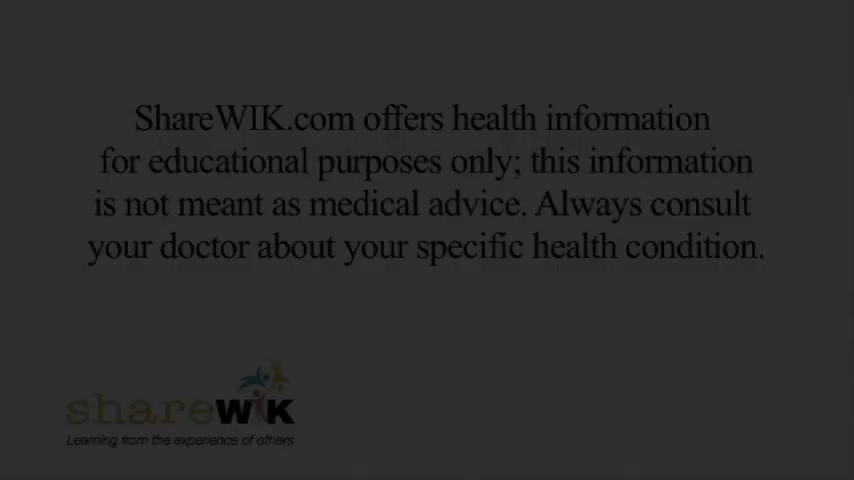 ShareWIK.com offers health information
for educational purposes only; this information
is not meant as medical advice. Always consult
your doctor about your specific health condition.
sharewiK
Learning from the experience of others